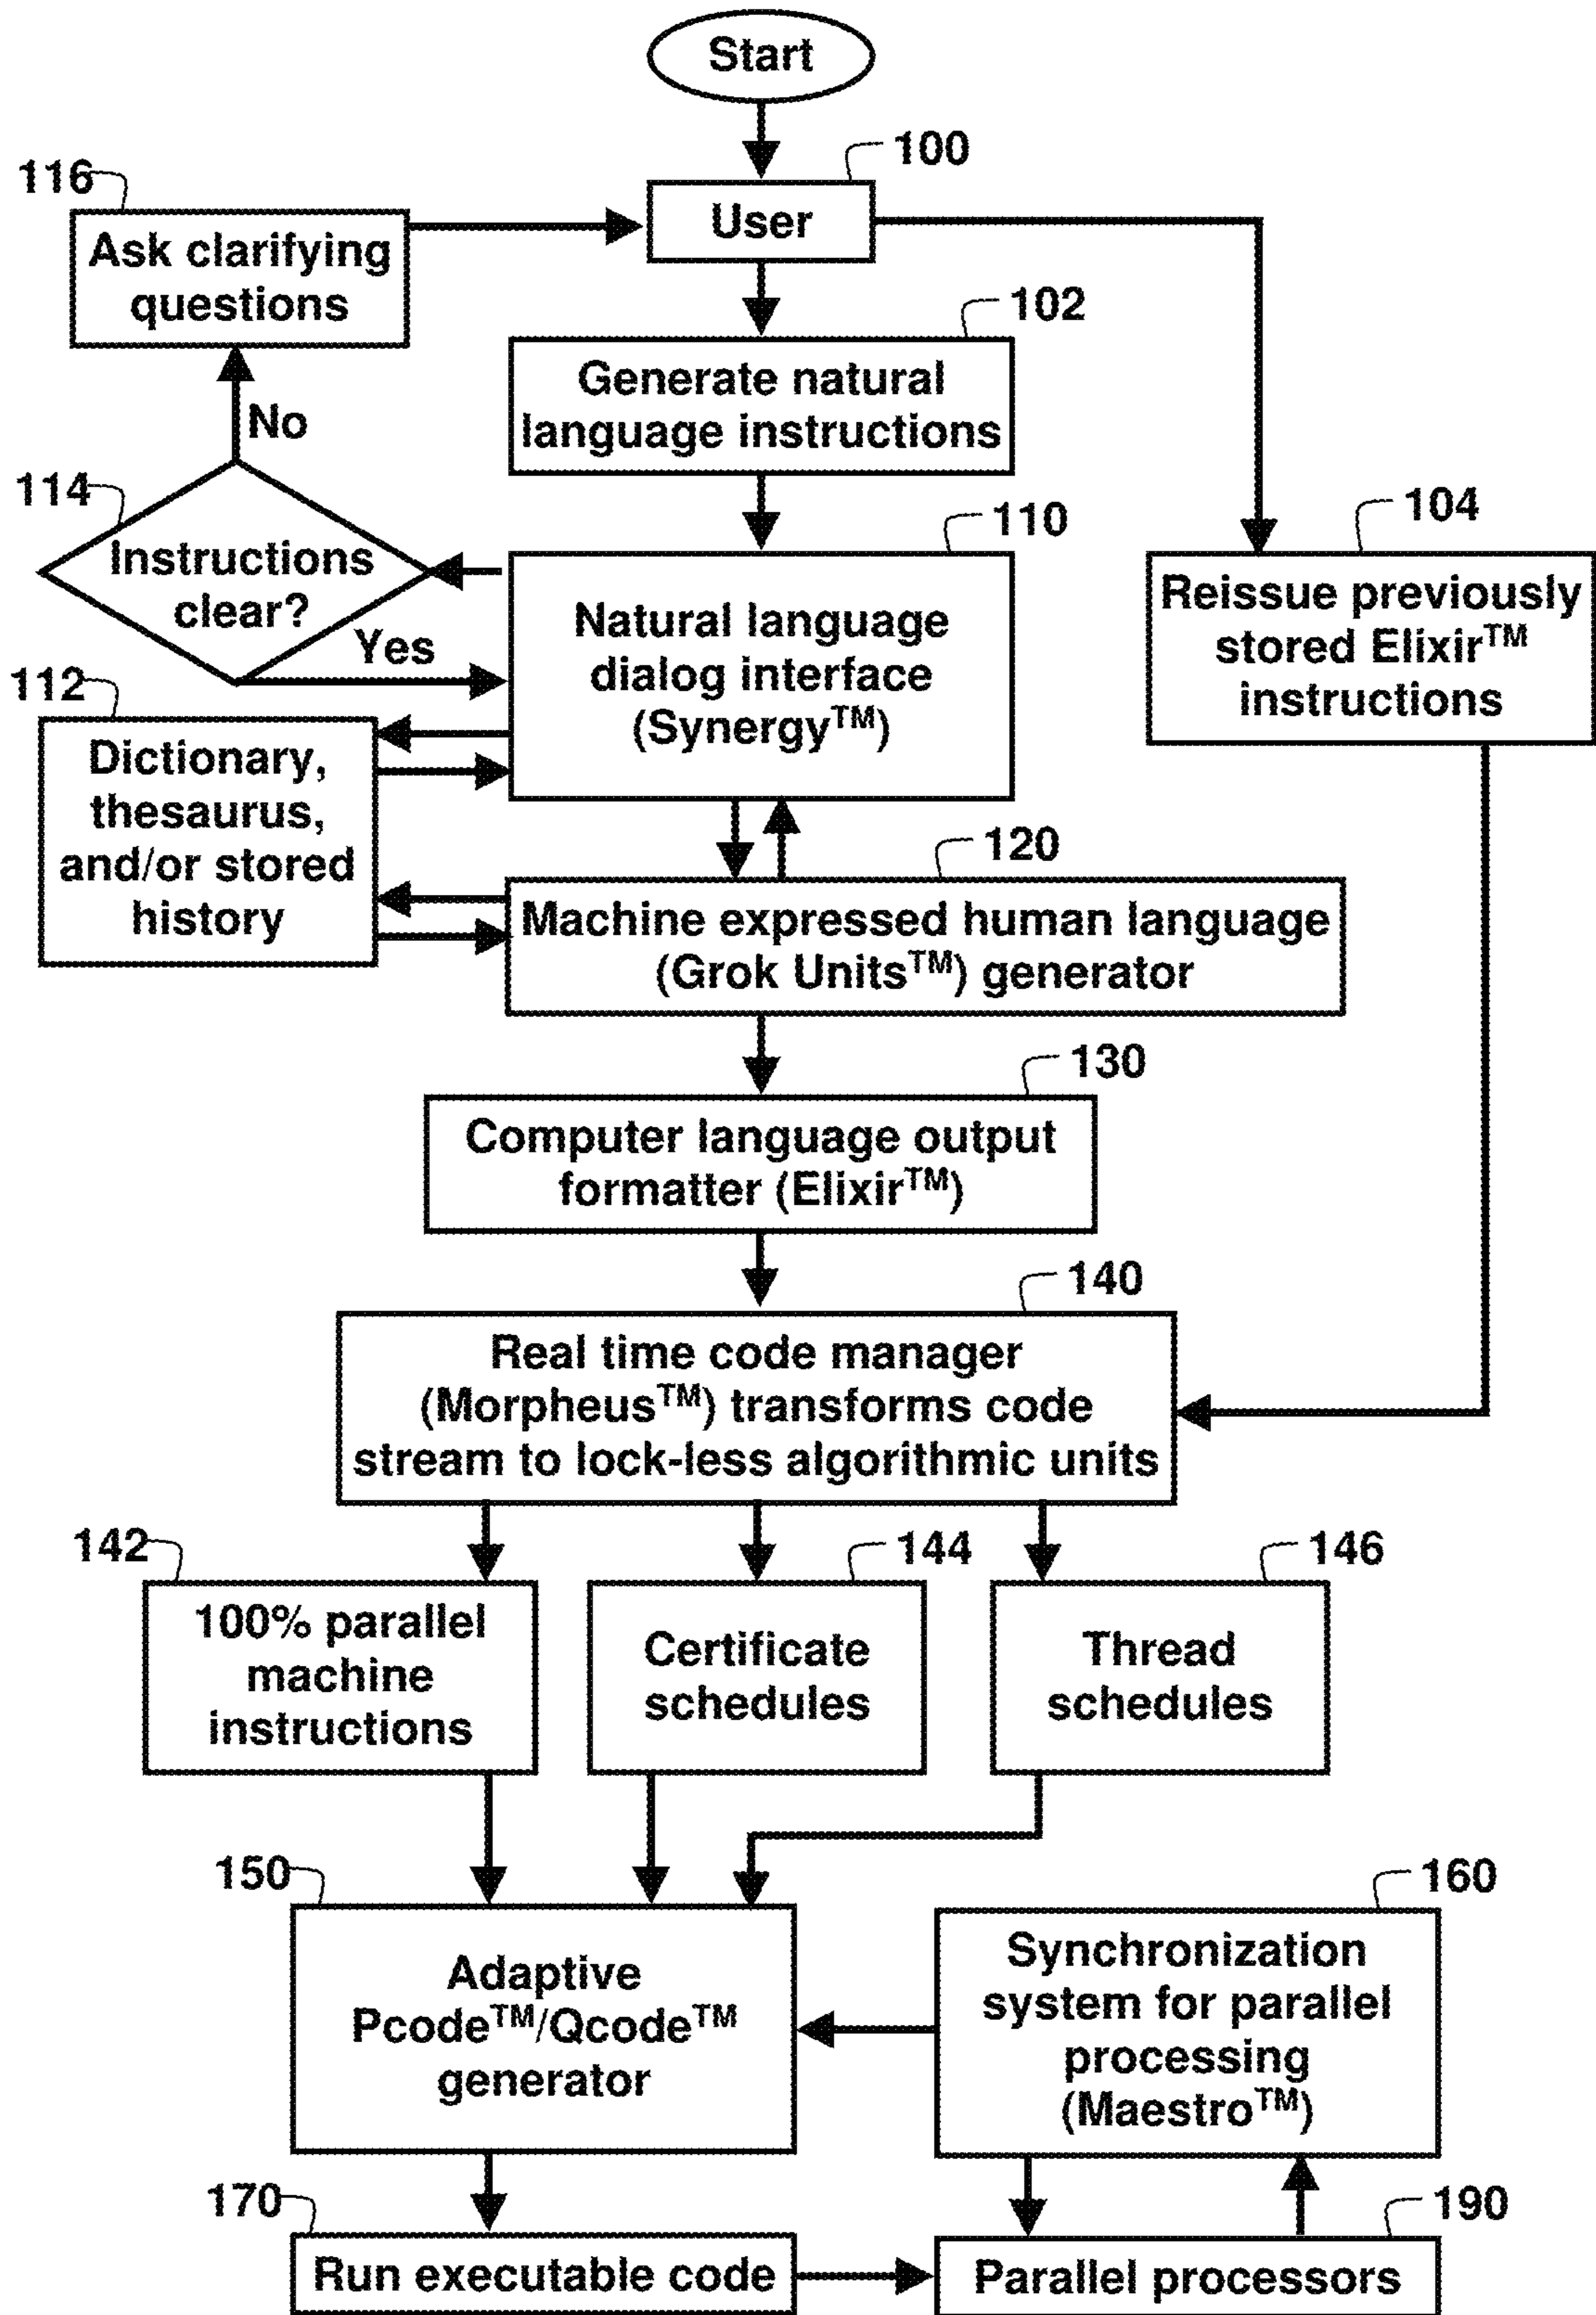 Start
100
116
User
Ask clarifying
questions
102
Generate natural
language instructions
No
114
110
104
Instructions
clear?
Reissue previously
stored Elixir™
instructions
Natural language
dialog interface
(Synergy™)
Yes
112
Dictionary,
thesaurus,
and/or stored
history
120
Machine expressed human language
(Grok Units™) generator
130
Computer language output
formatter (Elixir™)
140
Real time code manager
(Morpheus™) transforms code
stream to lock-less algorithmic units
142
144
146
100% parallel
machine
instructions
Certificate
schedules
Thread
schedules
150
160
Adaptive
Pcode™/Qcode™
generator
Synchronization
system for parallel
processing
(Maestro™)
170
190
Run executable code
Parallel processors